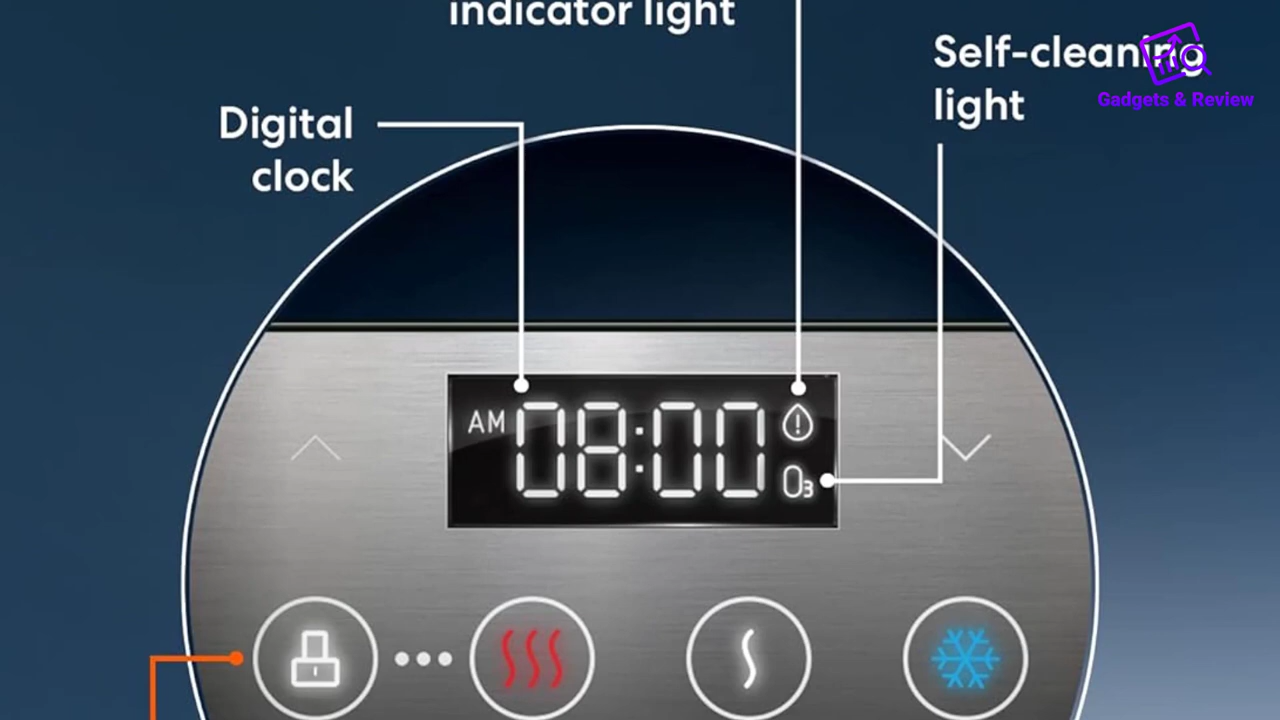 indicator light
Self-cleaning
light
Gadgets & Review
Digital
clock
AM 08:00
O3